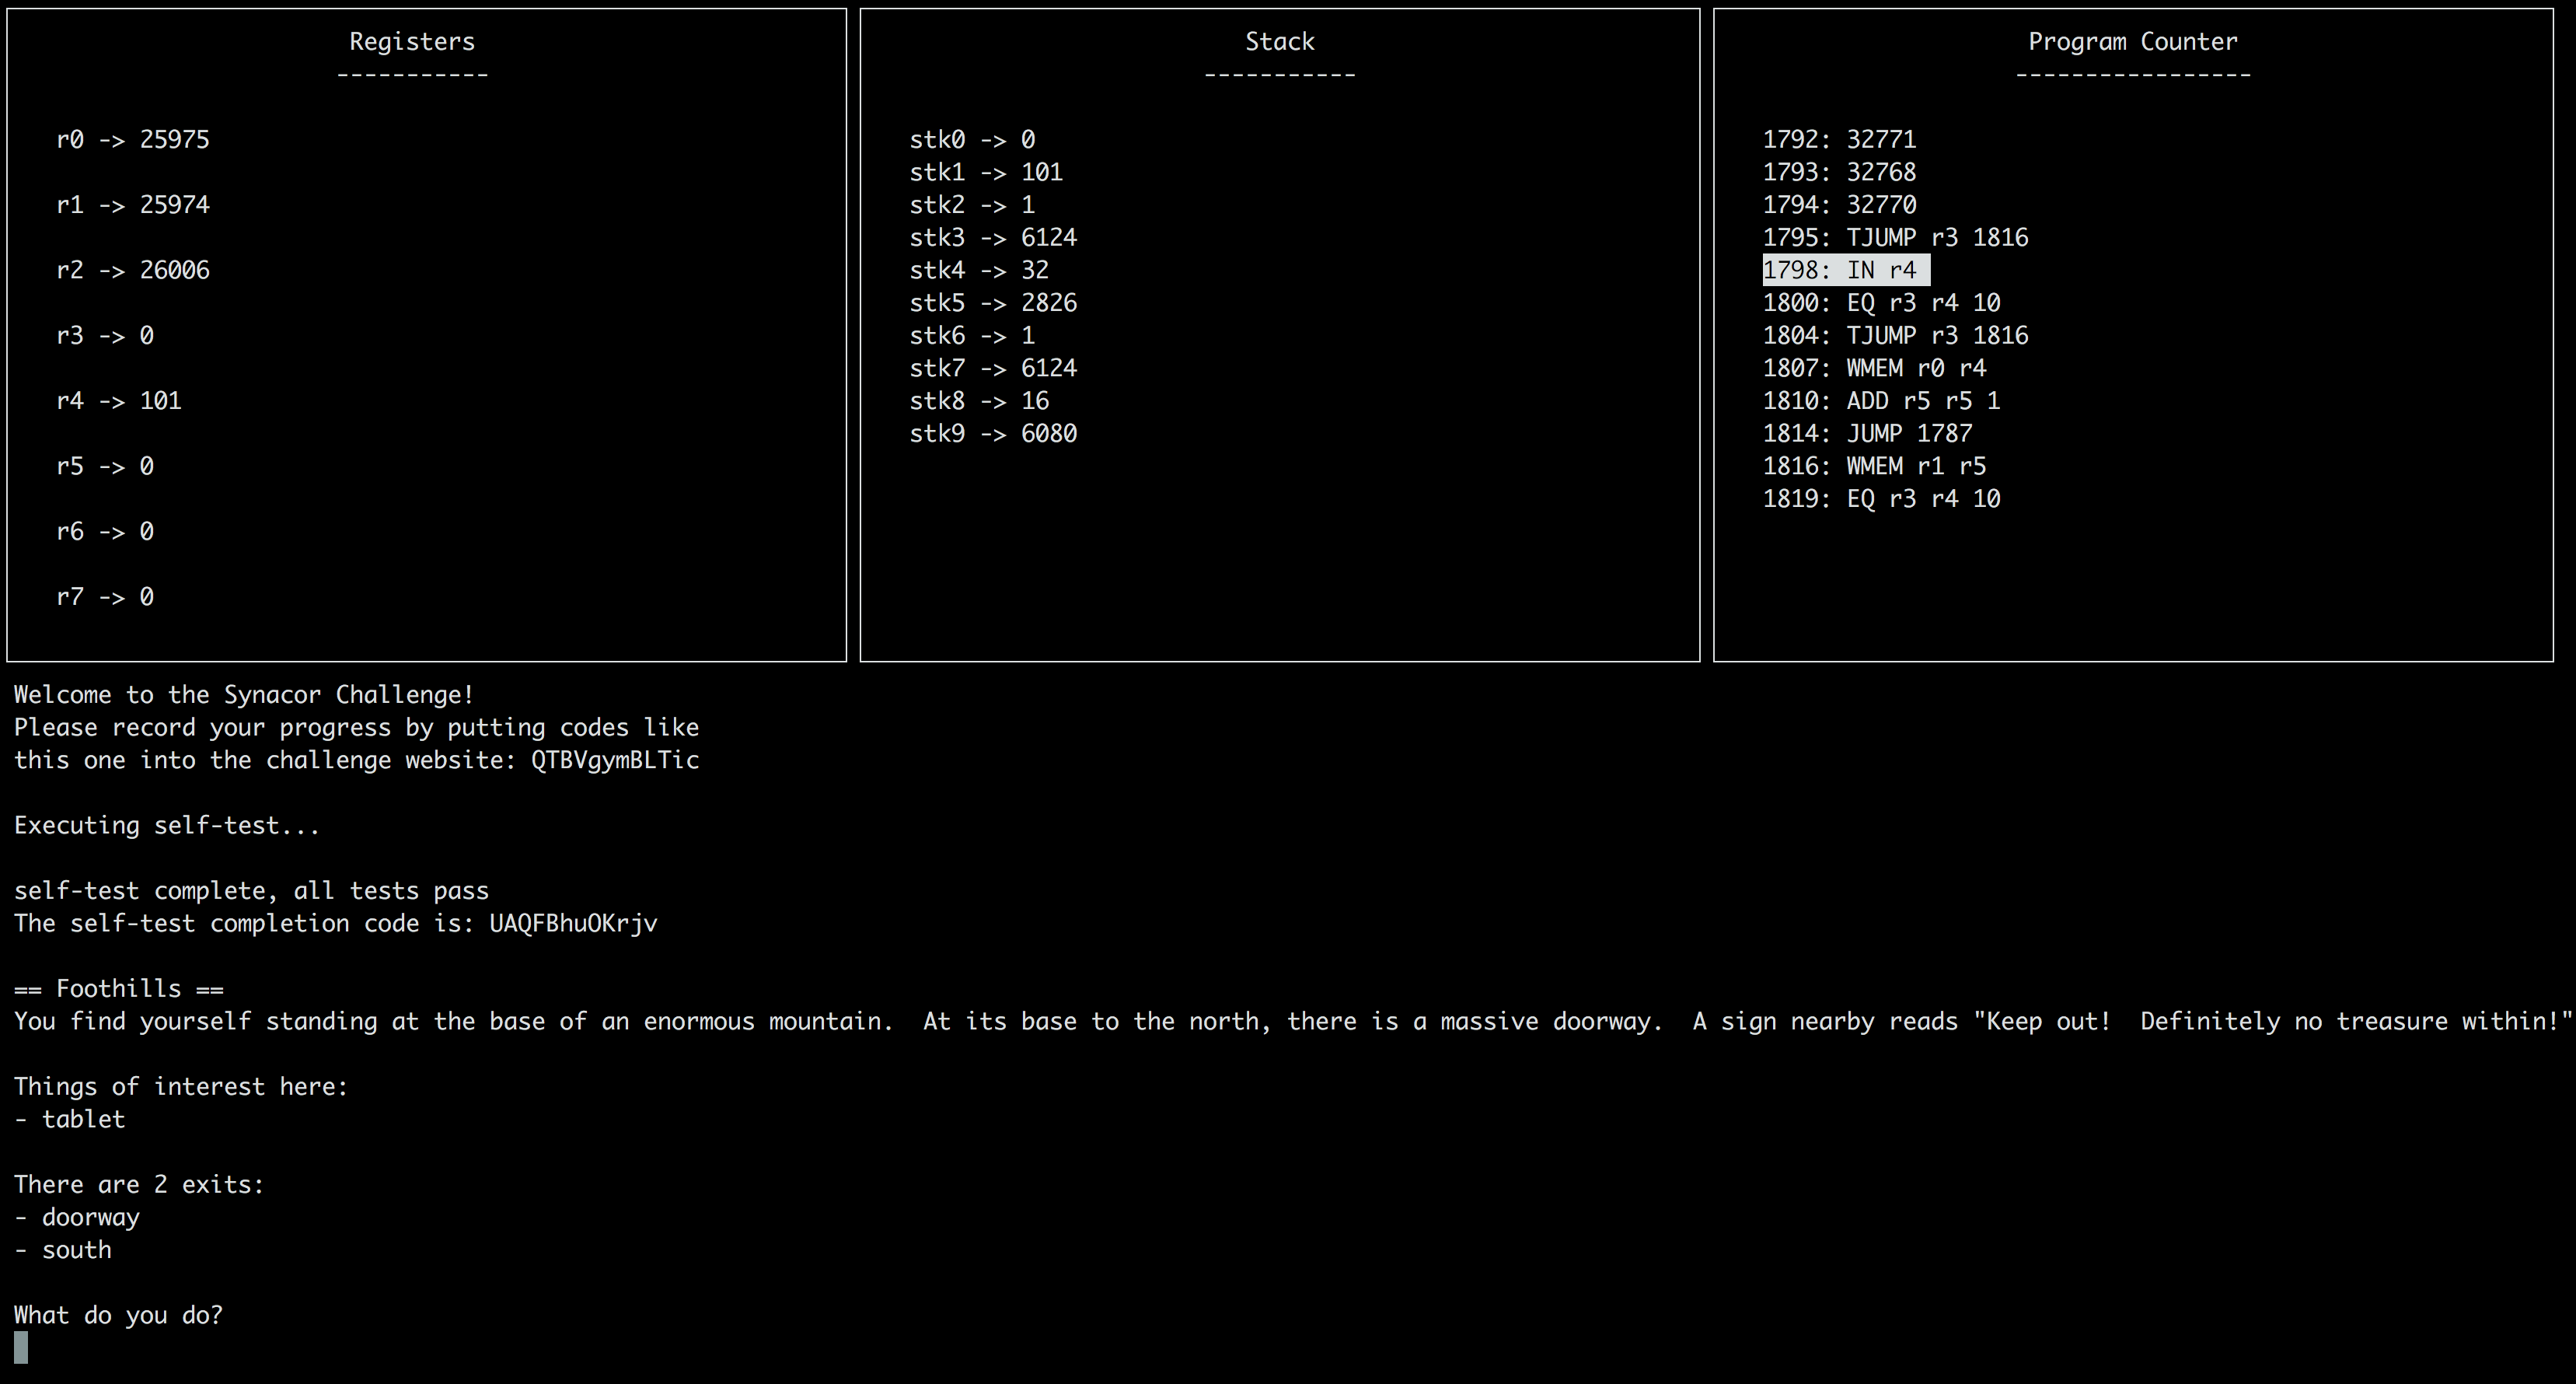 Registers
-----------
r0 -> 25975
r1 -> 25974
r2 -> 26006
r3 -> 0
r4 -> 101
r5 -> 0
r6 -> 0
r7 -> 0
Stack
-----------
stk0 -> 0
stk1 -> 101
stk2 -> 1
stk3 -> 6124
stk4 -> 32
stk5 -> 2826
stk6 -> 1
stk7 -> 6124
stk8 -> 16
stk9 -> 6080
Program Counter
-----------------
1792: 32771
1793: 32768
1794: 32770
1795: TJUMP r3 1816
1798: IN r4
1800: EQ r3 r4 10
1804: TJUMP r3 1816
1807: WMEM r0 r4
1810: ADD r5 r5 1
1814: JUMP 1787
1816: WMEM r1 r5
1819: EQ r3 r4 10
Welcome to the Synacor Challenge!
Please record your progress by putting codes like
this one into the challenge website: QTBVgymBLTic
Executing self-test...
self-test complete, all tests pass
The self-test completion code is: UAQFBhuOKrjv
== Foothills ==
You find yourself standing at the base of an enormous mountain.  At its base to the north, there is a massive doorway.  A sign nearby reads "Keep out!  Definitely no treasure within!"
Things of interest here:
- tablet
There are 2 exits:
- doorway
- south
What do you do?